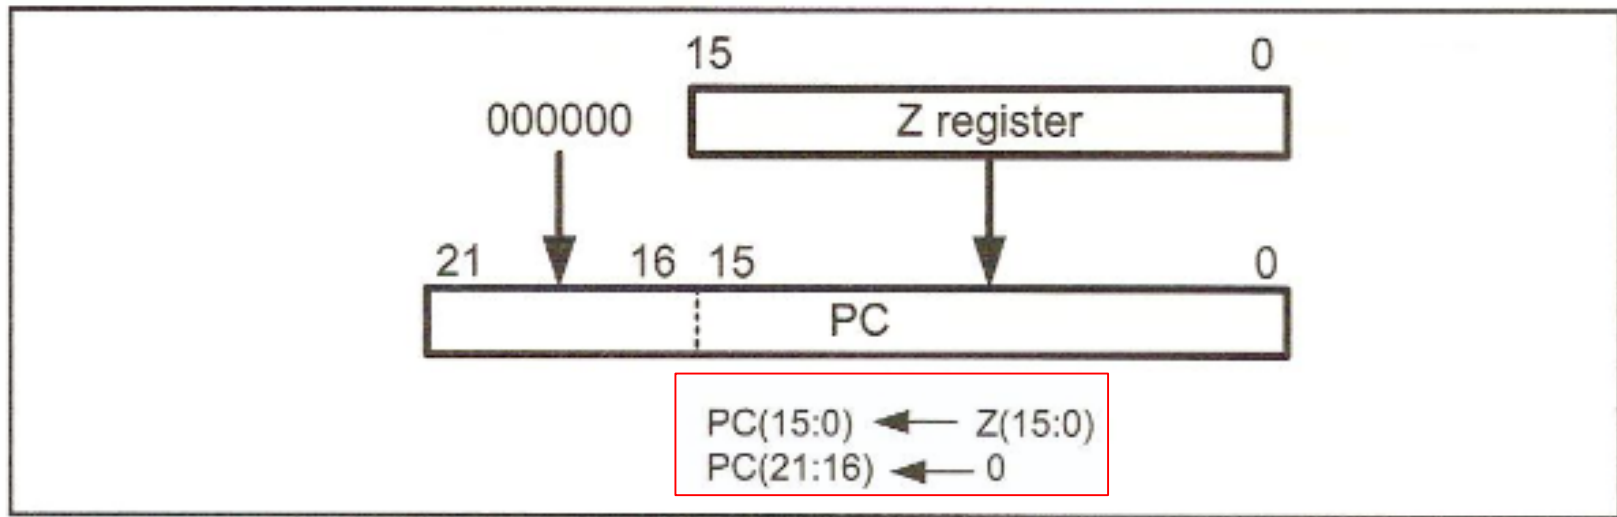 15 0
000000 Z register
21 16 15 0
PC
PC(15:0) ← Z(15:0)
PC(21:16) ← 0